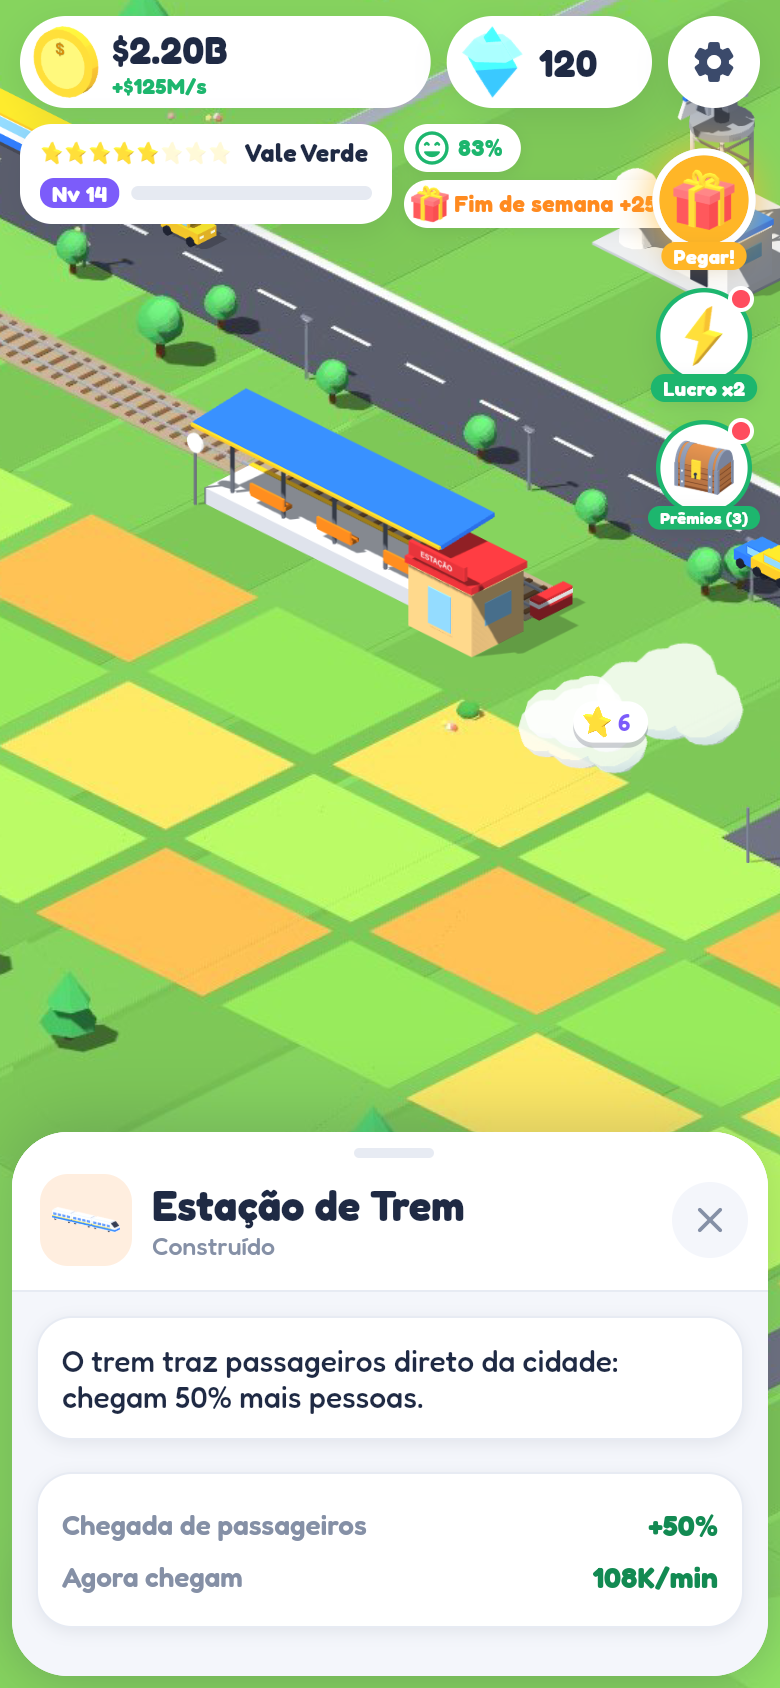 $2.20B
+$125M/s
120
Vale Verde
Nv 14
83%
Fim de semana +25
Pegar!
Lucro x2
Prêmios (3)
ESTAÇÃO
6
Estação de Trem
Construído
O trem traz passageiros direto da cidade:
chegam 50% mais pessoas.
Chegada de passageiros +50%
Agora chegam 108K/min